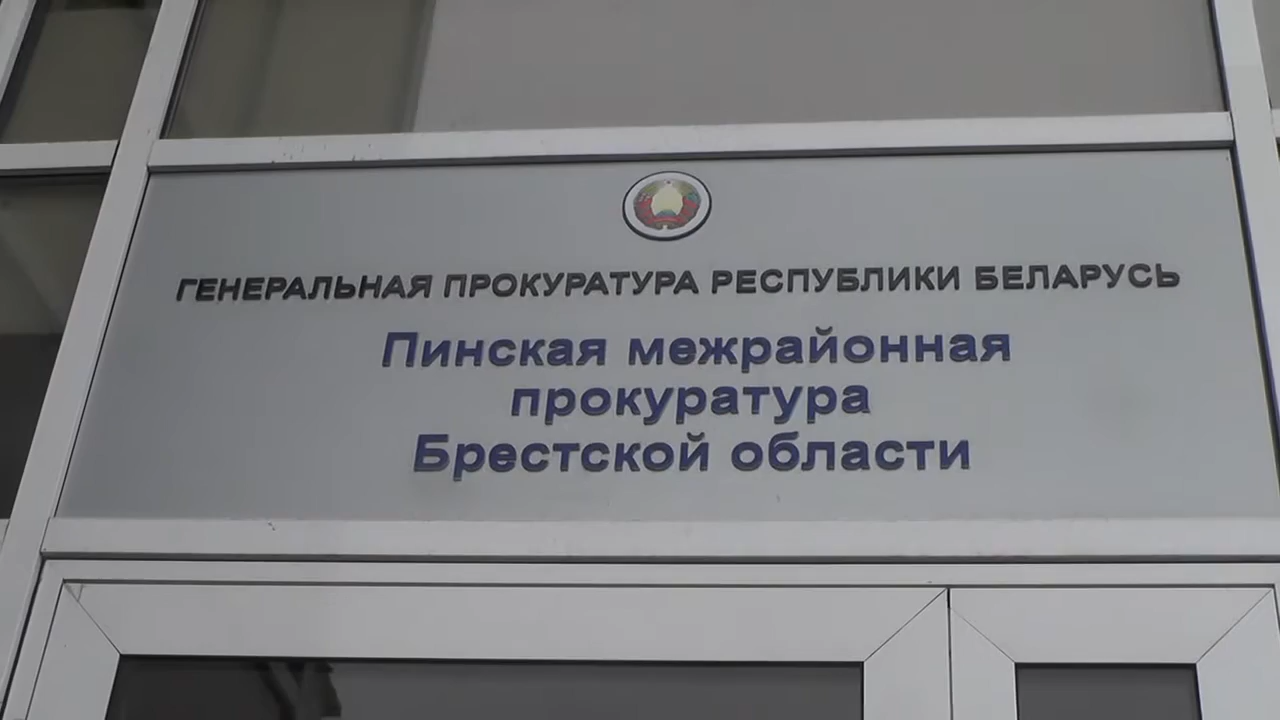 ГЕНЕРАЛЬНАЯ ПРОКУРАТУРА РЕСПУБЛИКИ БЕЛАРУСЬ
Пинская межрайонная
прокуратура
Брестской области